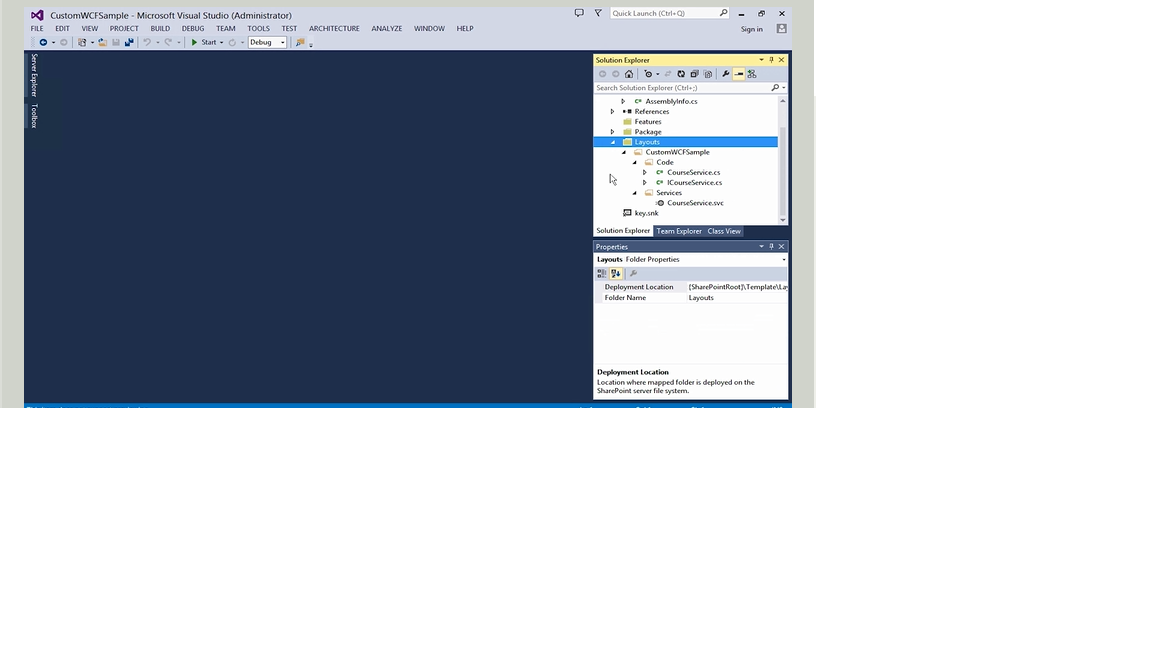 CustomWCFSample - Microsoft Visual Studio (Administrator)
Quick Launch (Ctrl+Q)
FILE EDIT VIEW PROJECT BUILD DEBUG TEAM TOOLS TEST ARCHITECTURE ANALYZE WINDOW HELP
Sign in
Start Debug
Server Explorer
Toolbox
Solution Explorer
Search Solution Explorer (Ctrl+;)
AssemblyInfo.cs
References
Features
Package
Layouts
CustomWCFSample
Code
CourseService.cs
ICourseService.cs
Services
CourseService.svc
key.snk
Solution Explorer Team Explorer Class View
Properties
Layouts Folder Properties
Deployment Location [SharePointRoot]\Template\Lay
Folder Name Layouts
Deployment Location
Location where mapped folder is deployed on the
SharePoint server file system.